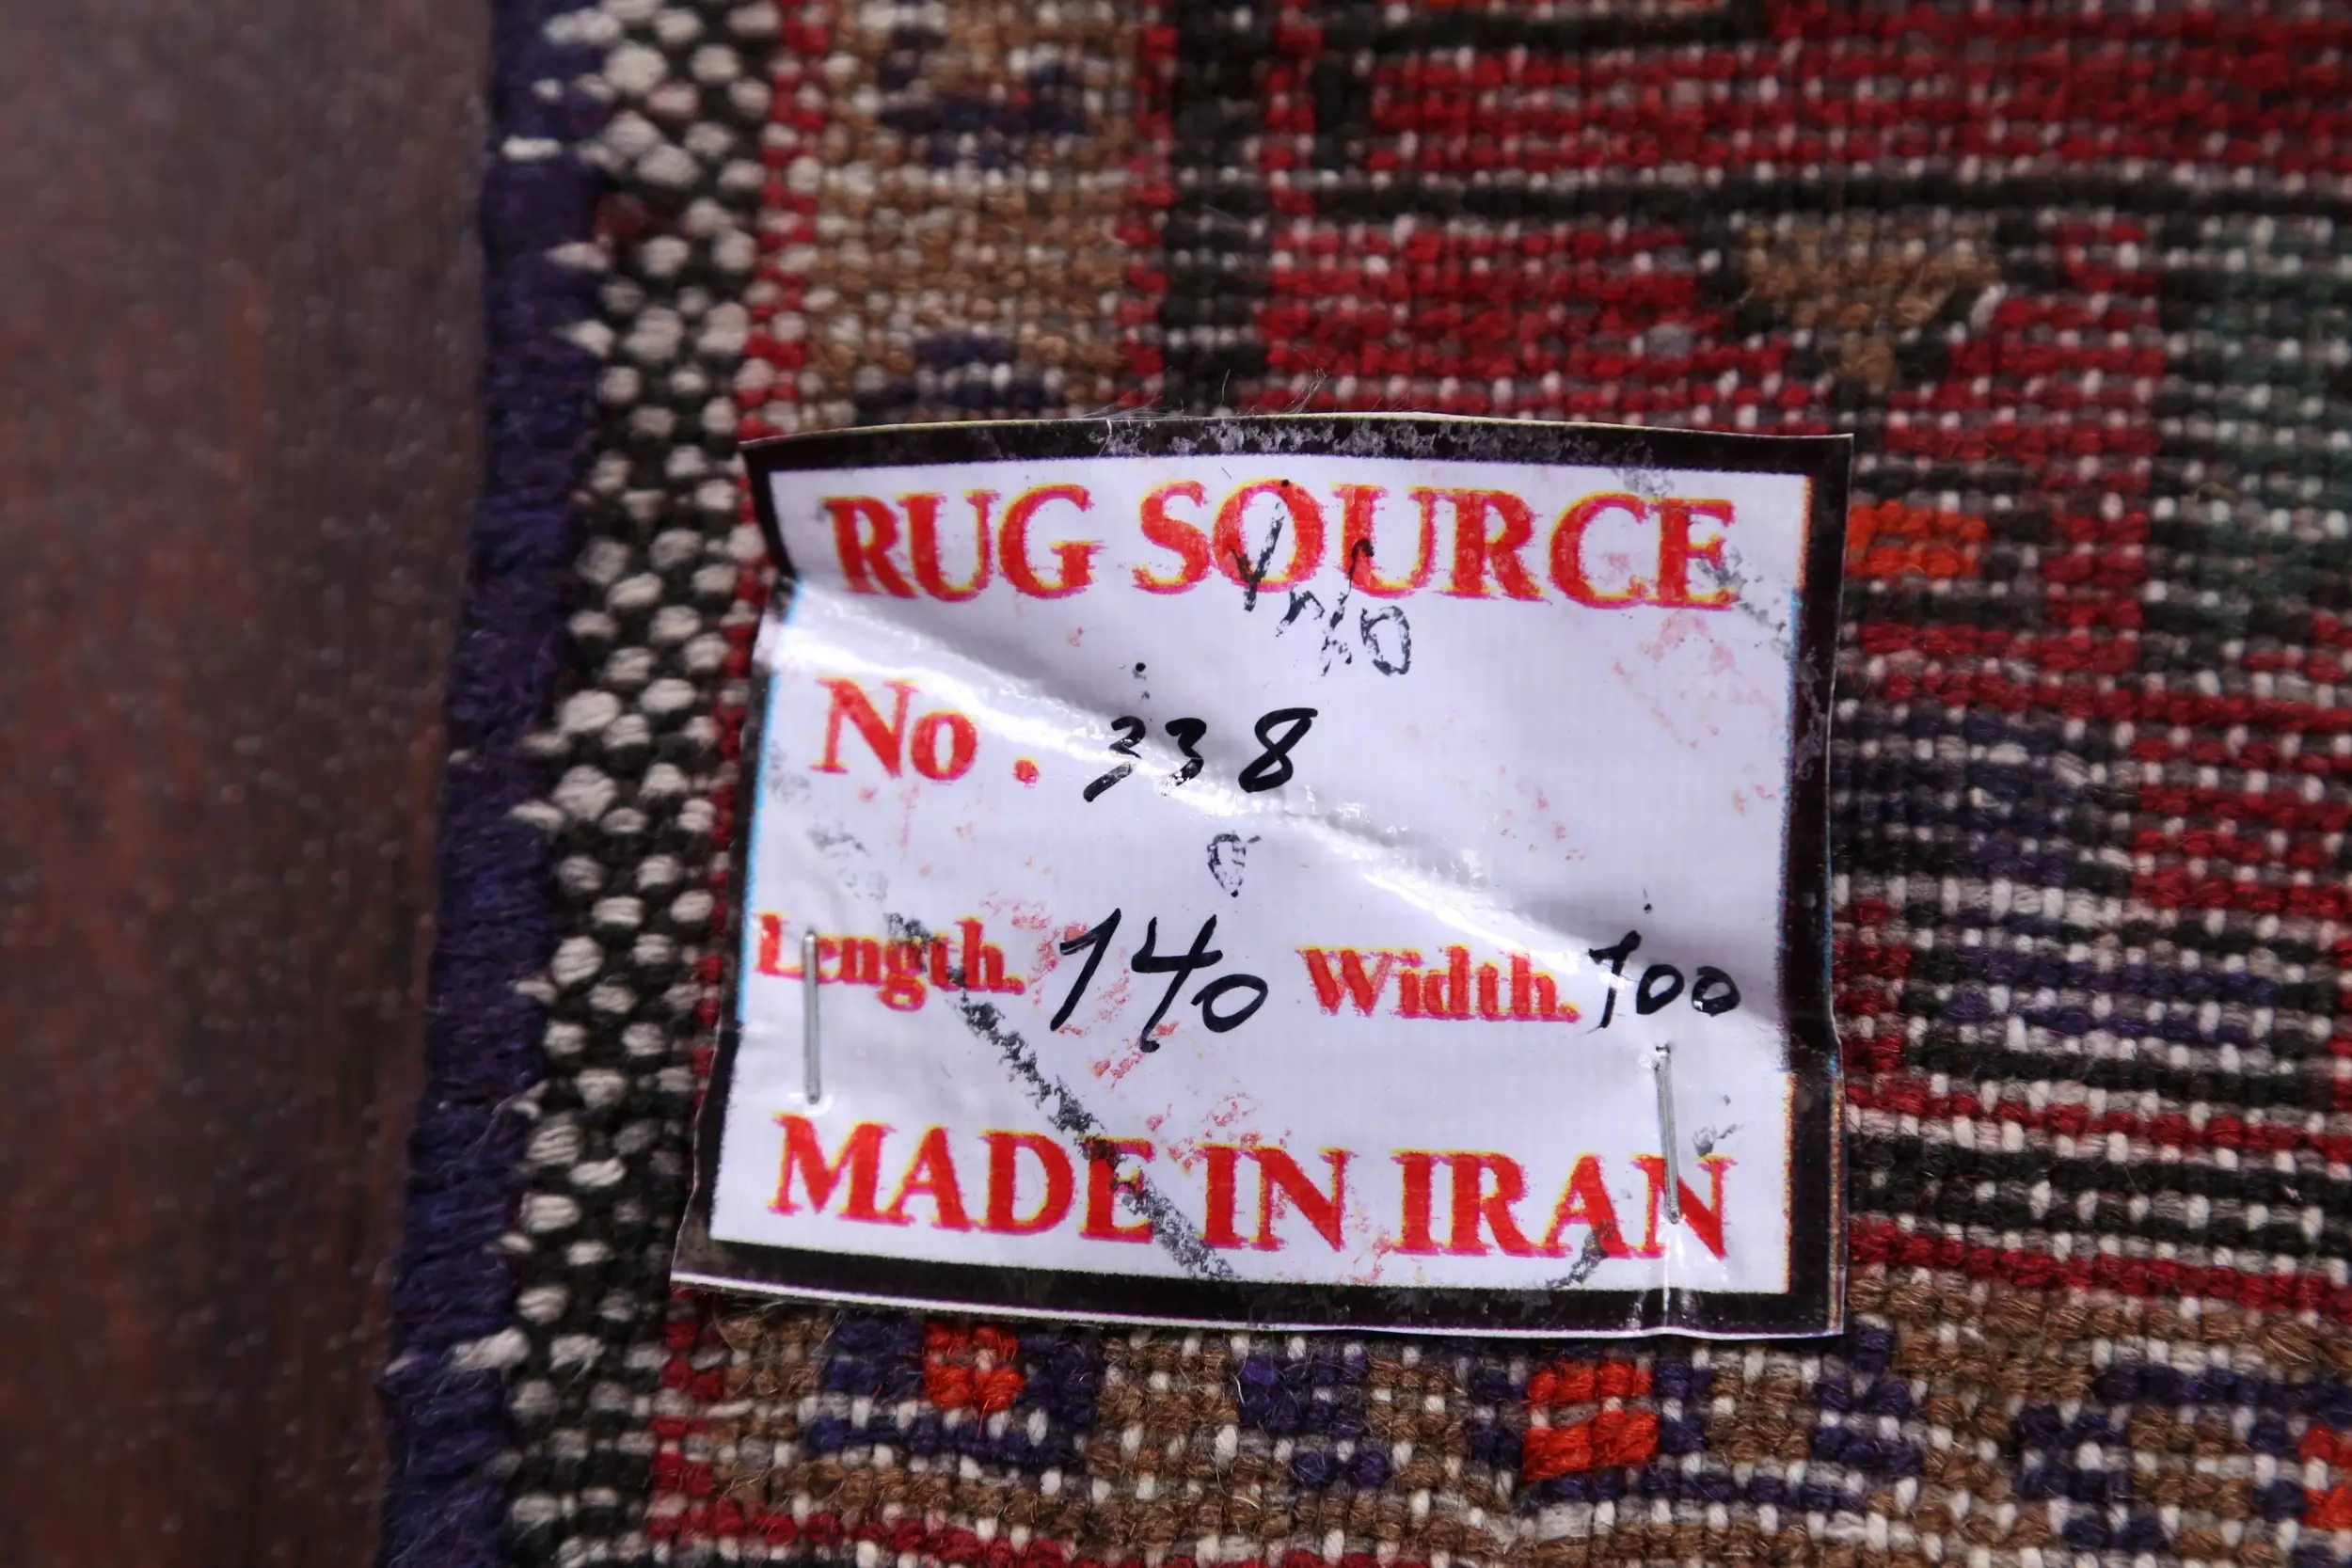 RUG SOURCE
No. 338
Length. 140 Width. 100
MADE IN IRAN